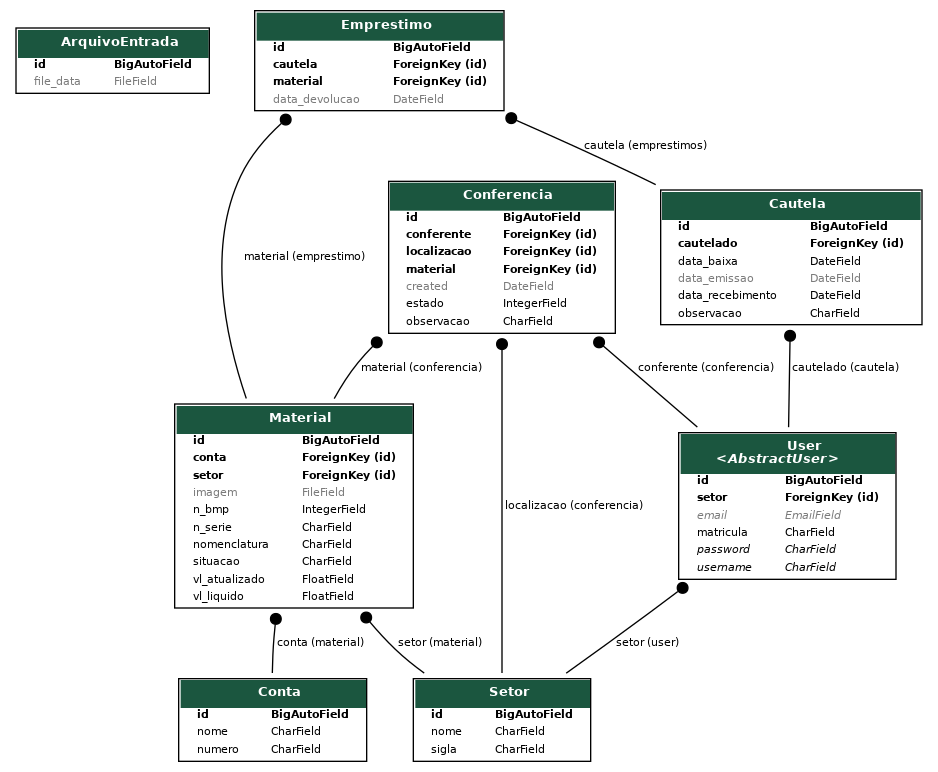 ArquivoEntrada
id BigAutoField
file_data FileField
Emprestimo
id BigAutoField
cautela ForeignKey (id)
material ForeignKey (id)
data_devolucao DateField
cautela (emprestimos)
Conferencia
id BigAutoField
conferente ForeignKey (id)
localizacao ForeignKey (id)
material ForeignKey (id)
created DateField
estado IntegerField
observacao CharField
Cautela
id BigAutoField
cautelado ForeignKey (id)
data_baixa DateField
data_emissao DateField
data_recebimento DateField
observacao CharField
material (emprestimo)
material (conferencia)
conferente (conferencia)
cautelado (cautela)
Material
id BigAutoField
conta ForeignKey (id)
setor ForeignKey (id)
imagem FileField
n_bmp IntegerField
n_serie CharField
nomenclatura CharField
situacao CharField
vl_atualizado FloatField
vl_liquido FloatField
localizacao (conferencia)
User
<AbstractUser>
id BigAutoField
setor ForeignKey (id)
email EmailField
matricula CharField
password CharField
username CharField
conta (material)
setor (material)
setor (user)
Conta
id BigAutoField
nome CharField
numero CharField
Setor
id BigAutoField
nome CharField
sigla CharField